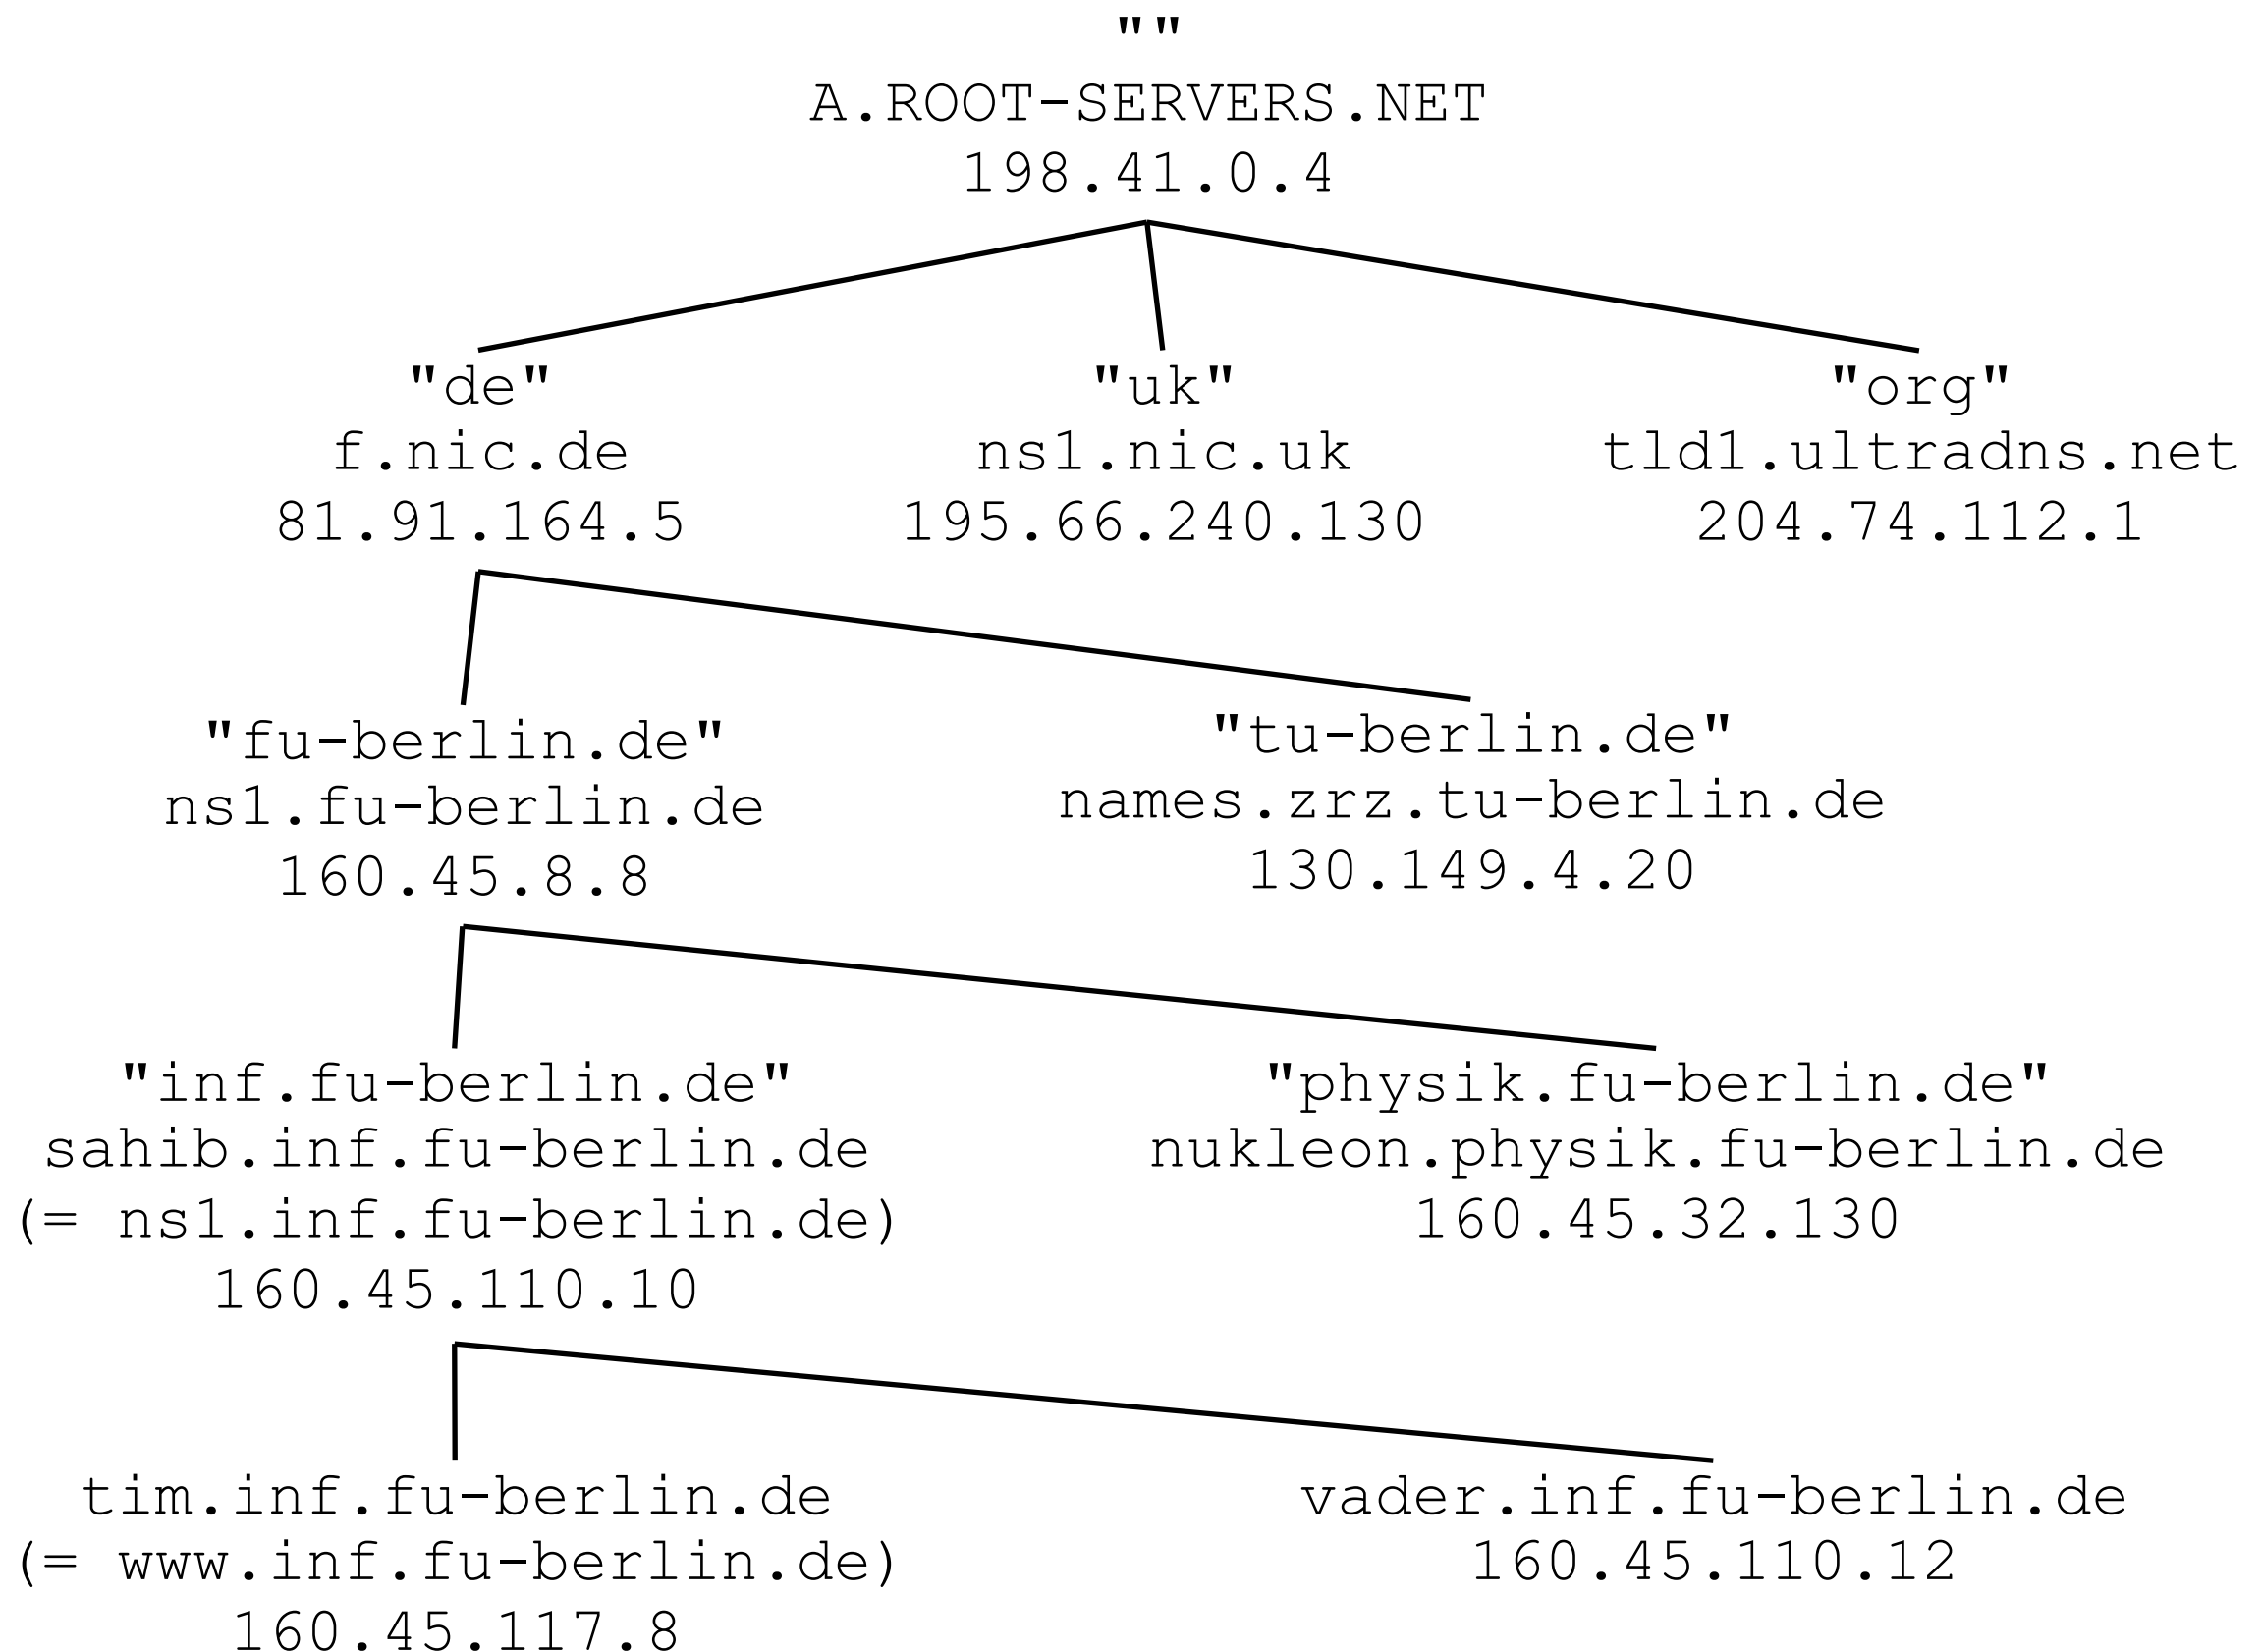 ""
A.ROOT-SERVERS.NET
198.41.0.4
"de"
f.nic.de
81.91.164.5
"uk"
ns1.nic.uk
195.66.240.130
"org"
tld1.ultradns.net
204.74.112.1
"fu-berlin.de"
ns1.fu-berlin.de
160.45.8.8
"tu-berlin.de"
names.zrz.tu-berlin.de
130.149.4.20
"inf.fu-berlin.de"
sahib.inf.fu-berlin.de
(= ns1.inf.fu-berlin.de)
160.45.110.10
"physik.fu-berlin.de"
nukleon.physik.fu-berlin.de
160.45.32.130
tim.inf.fu-berlin.de
(= www.inf.fu-berlin.de)
160.45.117.8
vader.inf.fu-berlin.de
160.45.110.12